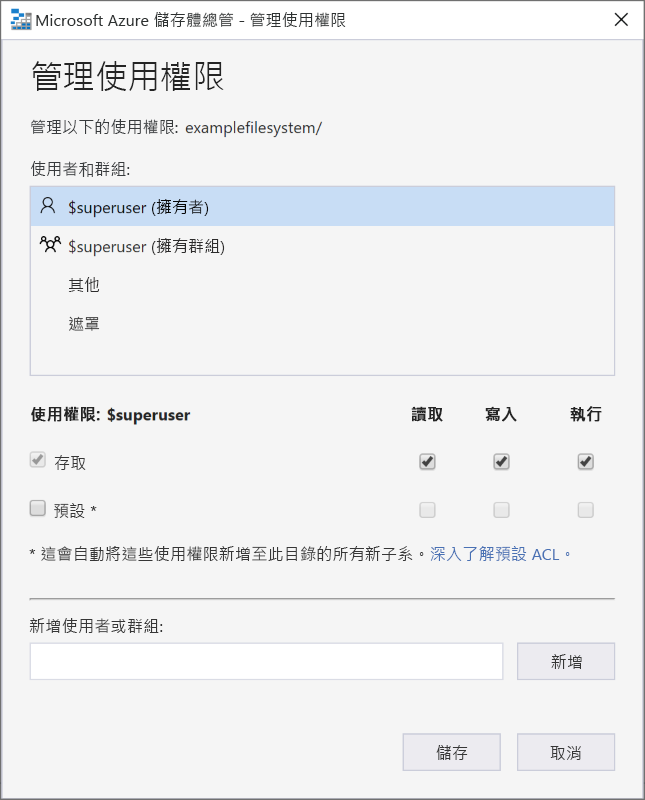 Microsoft Azure 儲存體總管 - 管理使用權限
管理使用權限
管理以下的使用權限: examplefilesystem/
使用者和群組:
$superuser (擁有者)
$superuser (擁有群組)
其他
遮罩
使用權限: $superuser 讀取 寫入 執行
存取
預設 *
* 這會自動將這些使用權限新增至此目錄的所有新子系。深入了解預設 ACL。
新增使用者或群組:
新增
儲存 取消